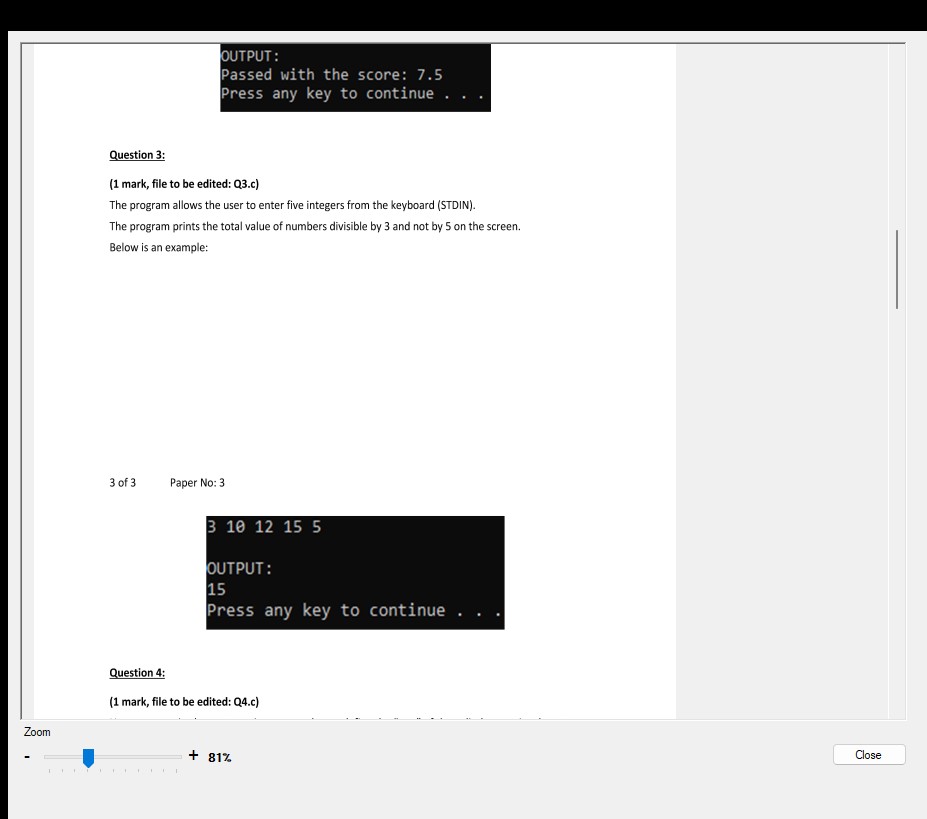 OUTPUT:
Passed with the score: 7.5
Press any key to continue . . .
Question 3:
(1 mark, file to be edited: Q3.c)
The program allows the user to enter five integers from the keyboard (STDIN).
The program prints the total value of numbers divisible by 3 and not by 5 on the screen.
Below is an example:
3 of 3 Paper No: 3
3 10 12 15 5
OUTPUT:
15
Press any key to continue . . .
Question 4:
(1 mark, file to be edited: Q4.c)
Zoom
- + 81%
Close